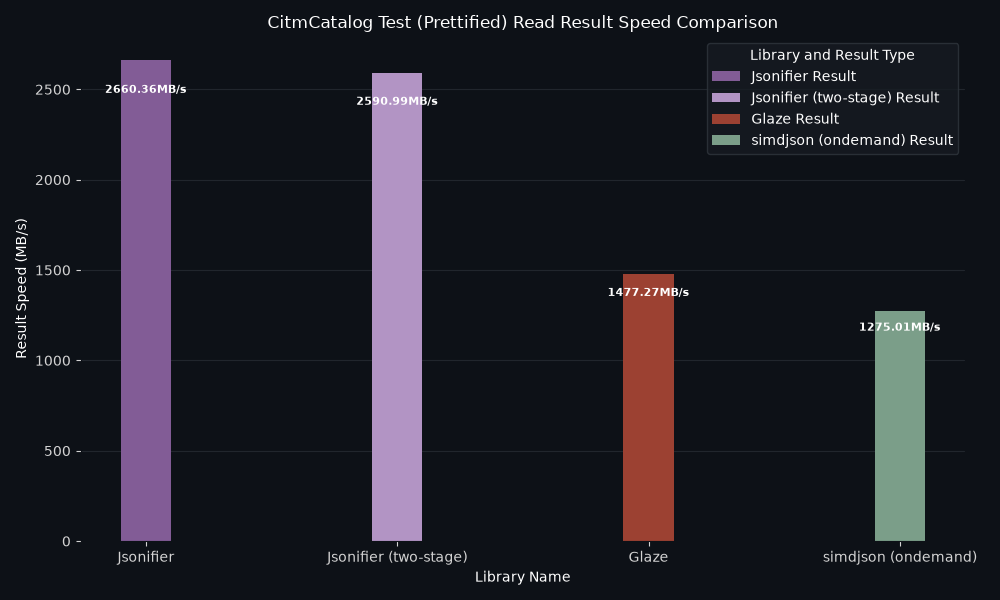 CitmCatalog Test (Prettified) Read Result Speed Comparison
Library and Result Type
Jsonifier Result
Jsonifier (two-stage) Result
Glaze Result
simdjson (ondemand) Result
Result Speed (MB/s)
2500
2000
1500
1000
500
0
2660.36MB/s
2590.99MB/s
1477.27MB/s
1275.01MB/s
Jsonifier
Jsonifier (two-stage)
Glaze
simdjson (ondemand)
Library Name